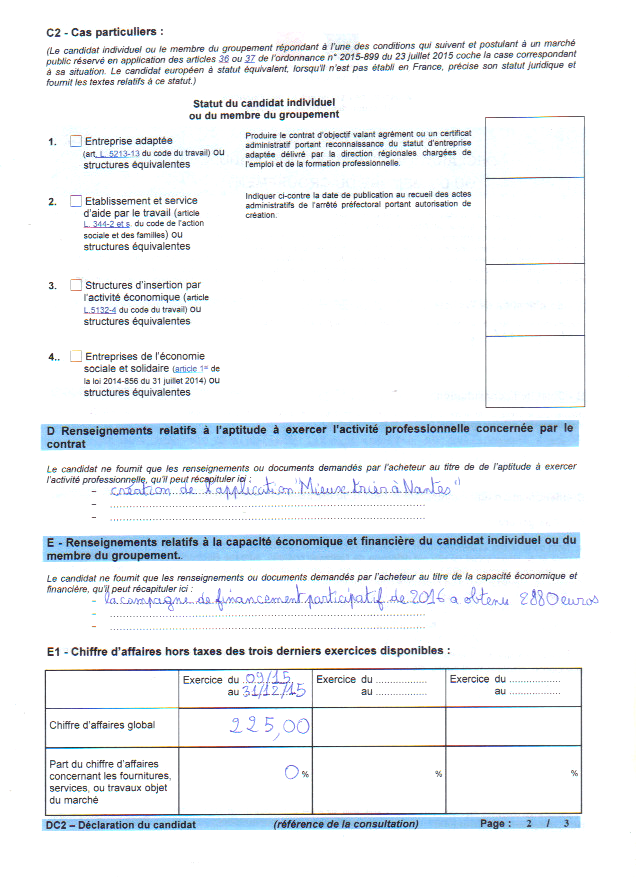 C2 - Cas particuliers :
(Le candidat individuel ou le membre du groupement répondant à l'une des conditions qui suivent et postulant à un marché
public réservé en application des articles 36 ou 37 de l'ordonnance n° 2015-899 du 23 juillet 2015 coche la case correspondant
à sa situation. Le candidat européen à statut équivalent, lorsqu'il n'est pas établi en France, précise son statut juridique et
fournit les textes relatifs à ce statut.)
Statut du candidat individuel
ou du membre du groupement
1. Entreprise adaptée
(art. L. 5213-13 du code du travail) OU
structures équivalentes
Produire le contrat d'objectif valant agrément ou un certificat
administratif portant reconnaissance du statut d'entreprise
adaptée délivré par la direction régionales chargées de
l'emploi et de la formation professionnelle.
2. Etablissement et service
d'aide par le travail (article
L. 344-2 et s. du code de l'action
sociale et des familles) OU
structures équivalentes
Indiquer ci-contre la date de publication au recueil des actes
administratifs de l'arrêté préfectoral portant autorisation de
création.
3. Structures d'insertion par
l'activité économique (article
L.5132-4 du code du travail) OU
structures équivalentes
4.. Entreprises de l'économie
sociale et solidaire (article 1er de
la loi 2014-856 du 31 juillet 2014) OU
structures équivalentes
D Renseignements relatifs à l'aptitude à exercer l'activité professionnelle concernée par le
contrat
Le candidat ne fournit que les renseignements ou documents demandés par l'acheteur au titre de de l'aptitude à exercer
l'activité professionnelle, qu'il peut récapituler ici :
- création de l'application "Mieux trier à Nantes"
- ..........
- ..........
E - Renseignements relatifs à la capacité économique et financière du candidat individuel ou du
membre du groupement.
Le candidat ne fournit que les renseignements ou documents demandés par l'acheteur au titre de la capacité économique et
financière, qu'il peut récapituler ici :
- la campagne de financement participatif de 2016 a obtenu 2880 euros
- ..........
- ..........
E1 - Chiffre d'affaires hors taxes des trois derniers exercices disponibles :
Exercice du 09/15 Exercice du .......... Exercice du ..........
au 31/12/15 au .......... au ..........
Chiffre d'affaires global 225,00
Part du chiffre d'affaires
concernant les fournitures,
services, ou travaux objet
du marché
0 % % %
DC2 – Déclaration du candidat (référence de la consultation) Page : 2 / 3